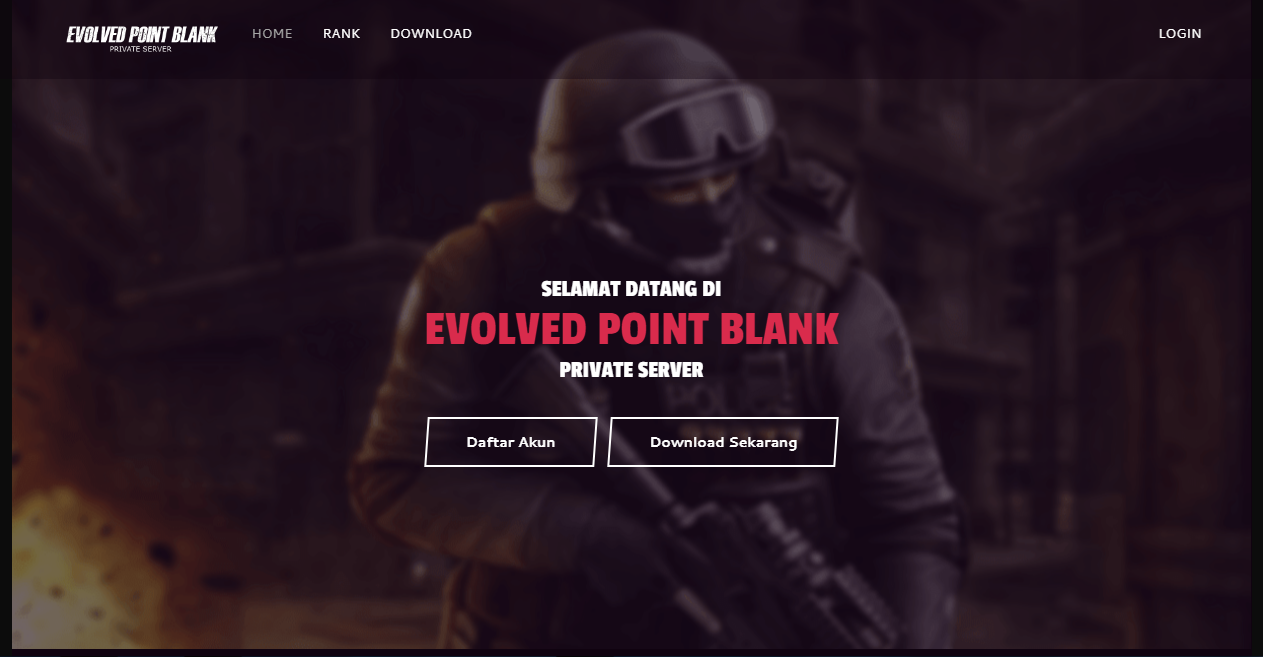 EVOLVED POINT BLANK
PRIVATE SERVER
HOME RANK DOWNLOAD LOGIN
SELAMAT DATANG DI
EVOLVED POINT BLANK
PRIVATE SERVER
POLICE
Daftar Akun Download Sekarang